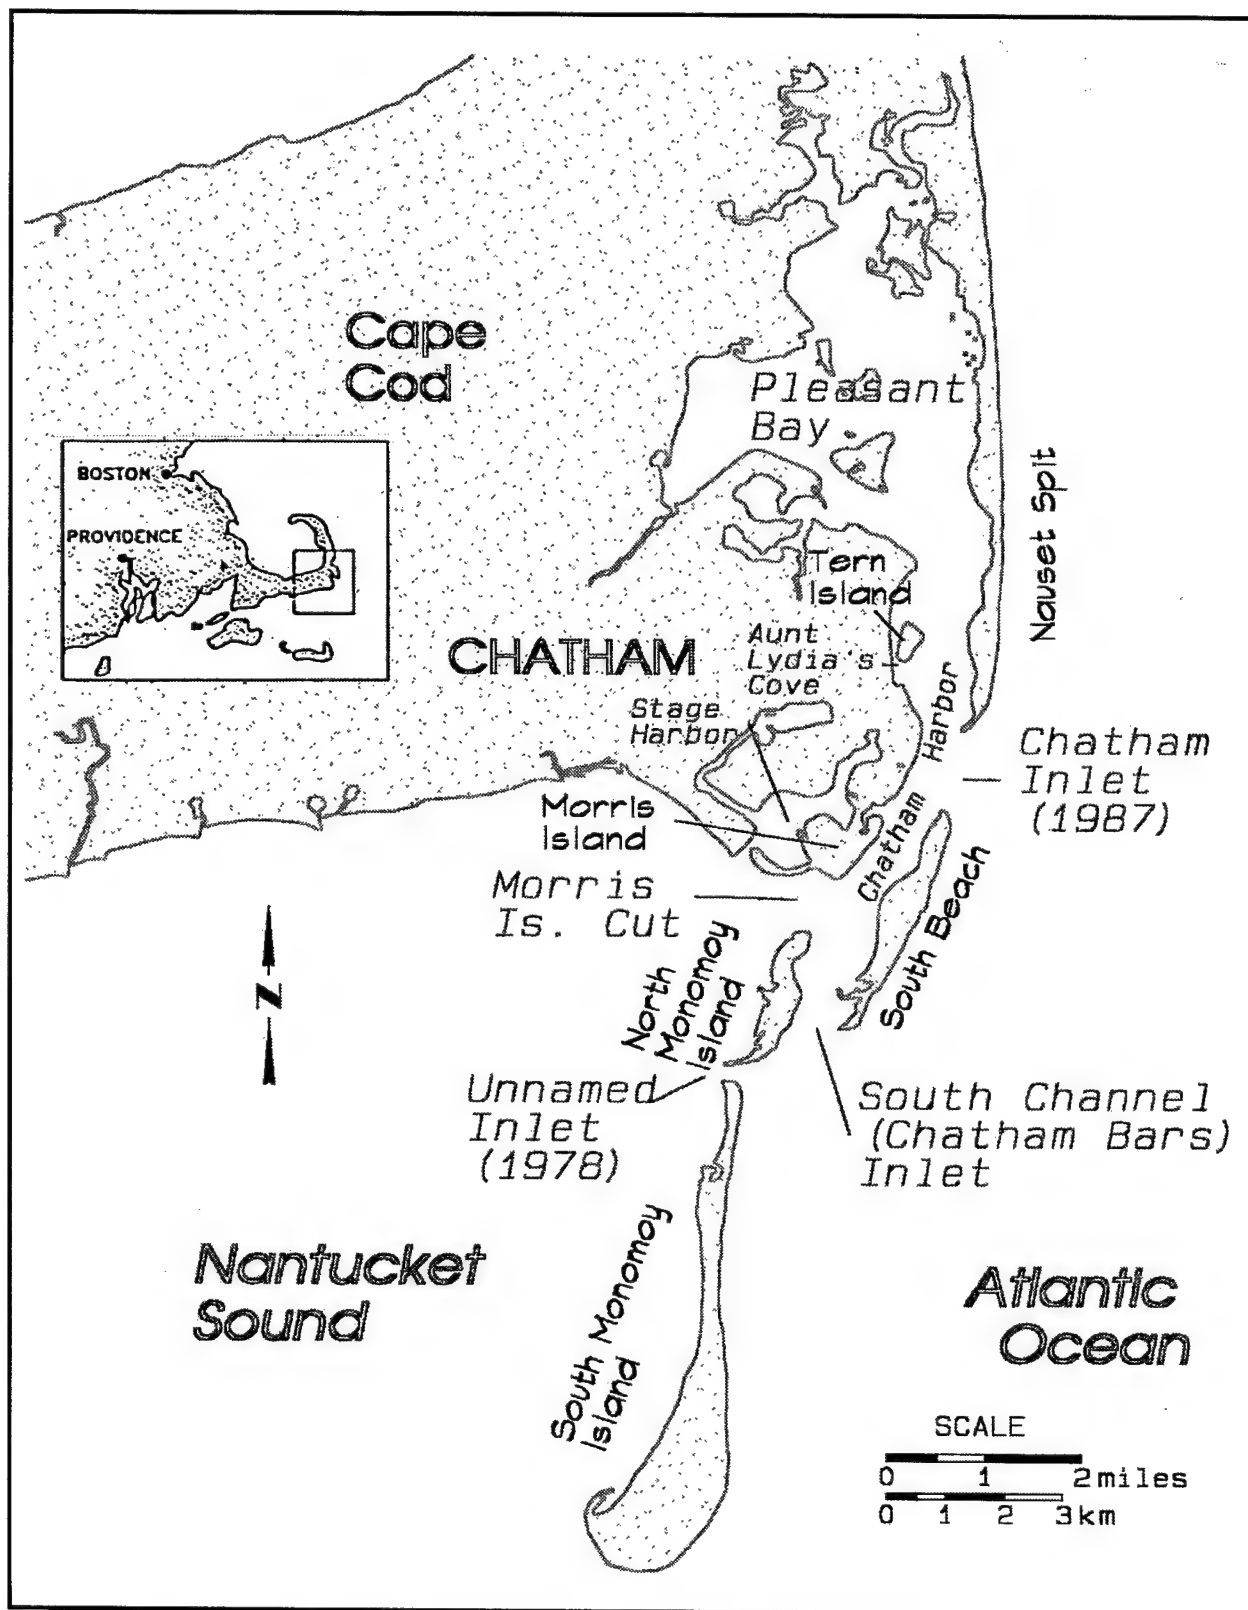 Cape
Cod
Pleasant
Bay
BOSTON
PROVIDENCE
Nauset Spit
Tern
Island
CHATHAM
Aunt
Lydia's
Cove
Stage
Harbor
Chatham Harbor
Chatham
Inlet
(1987)
Morris
Island
Morris
Is. Cut
South Beach
N
North
Monomoy
Island
Unnamed
Inlet
(1978)
South Channel
(Chatham Bars)
Inlet
Nantucket
Sound
South Monomoy
Island
Atlantic
Ocean
SCALE
0 1 2 miles
0 1 2 3 km